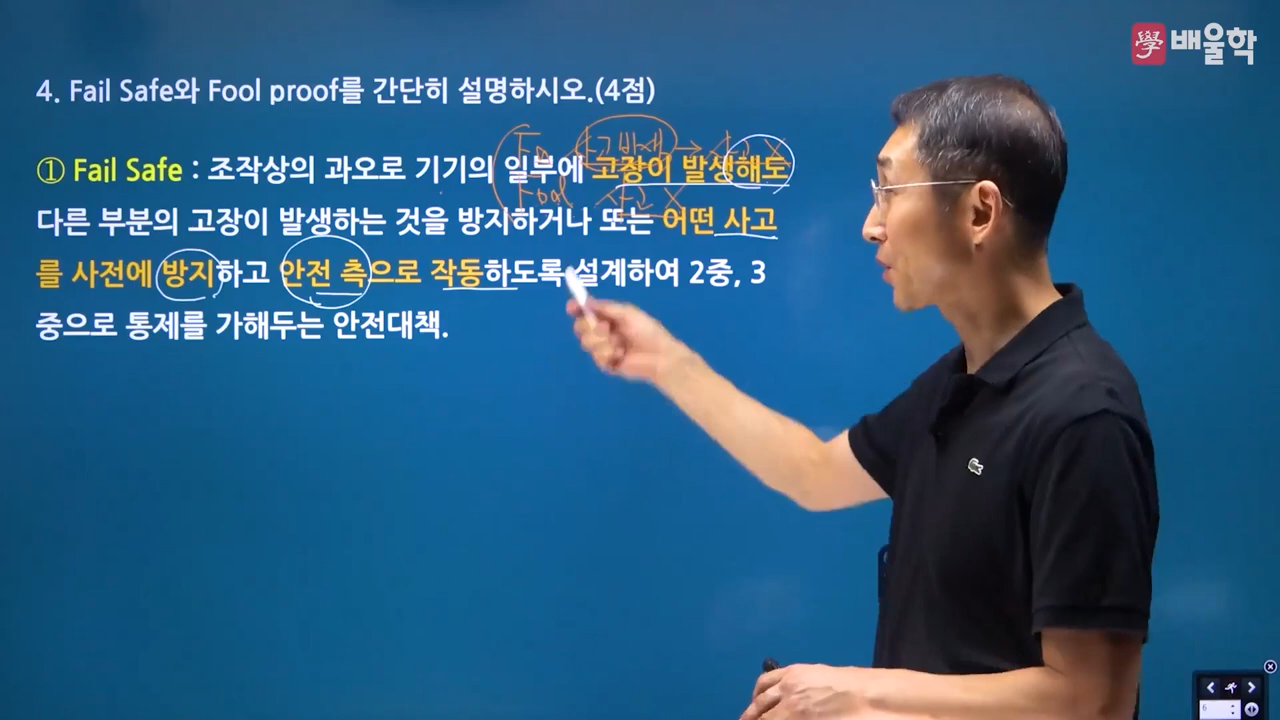 學 배울학
4. Fail Safe와 Fool proof를 간단히 설명하시오.(4점)
① Fail Safe : 조작상의 과오로 기기의 일부에 고장이 발생해도
다른 부분의 고장이 발생하는 것을 방지하거나 또는 어떤 사고
를 사전에 방지하고 안전 측으로 작동하도록 설계하여 2중, 3
중으로 통제를 가해두는 안전대책.
Fool 사고 X
6